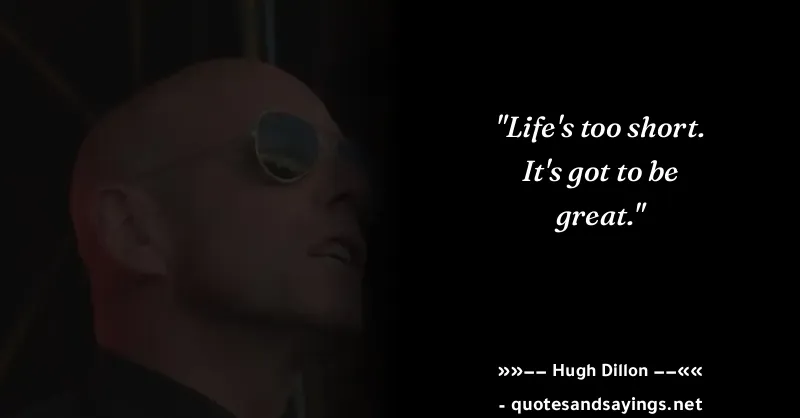 "Life's too short.
It's got to be
great."
»»−− Hugh Dillon −−««
- quotesandsayings.net